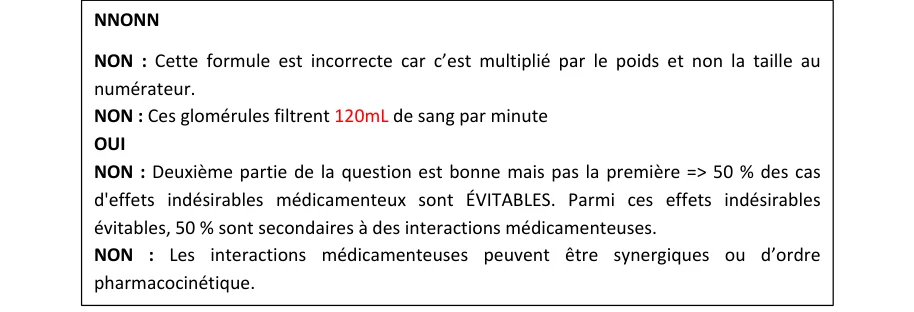 NNONN
NON : Cette formule est incorrecte car c’est multiplié par le poids et non la taille au
numérateur.
NON : Ces glomérules filtrent 120mL de sang par minute
OUI
NON : Deuxième partie de la question est bonne mais pas la première => 50 % des cas
d'effets indésirables médicamenteux sont ÉVITABLES. Parmi ces effets indésirables
évitables, 50 % sont secondaires à des interactions médicamenteuses.
NON : Les interactions médicamenteuses peuvent être synergiques ou d’ordre
pharmacocinétique.